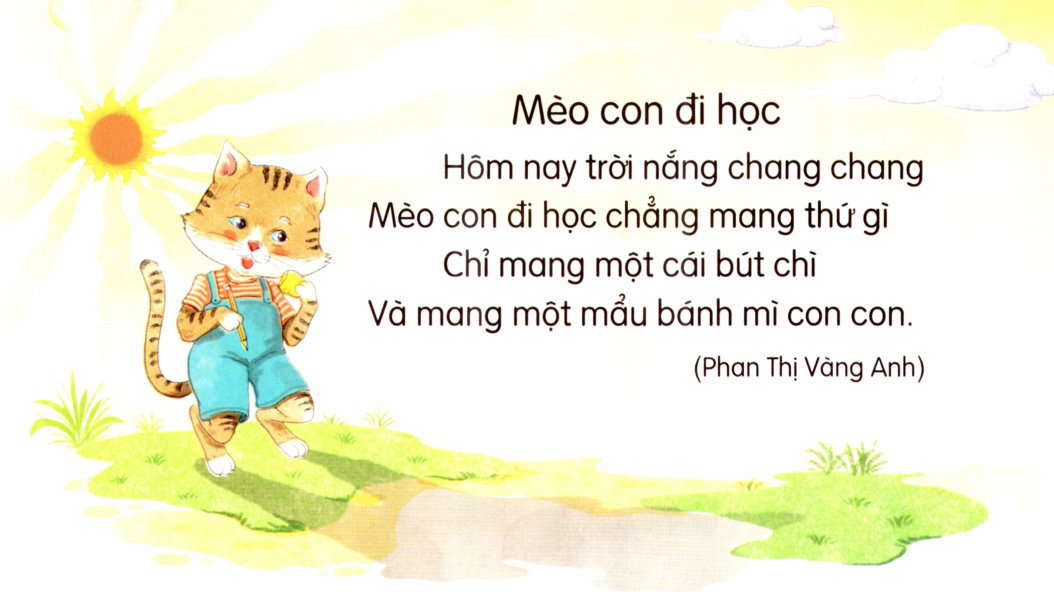 Mèo con đi học
Hôm nay trời nắng chang chang
Mèo con đi học chẳng mang thứ gì
Chỉ mang một cái bút chì
Và mang một mẩu bánh mì con con.
(Phan Thị Vàng Anh)